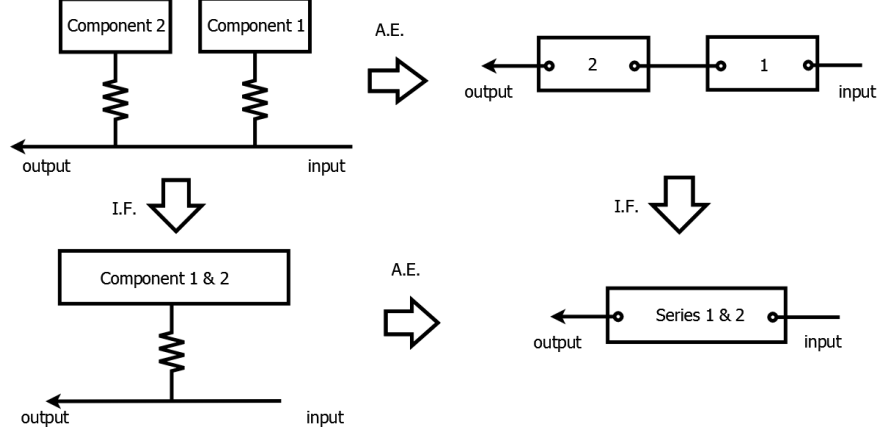 Component 2
Component 1
A.E.
2
1
output
input
output
input
I.F.
I.F.
Component 1 & 2
A.E.
Series 1 & 2
output
input
output
input